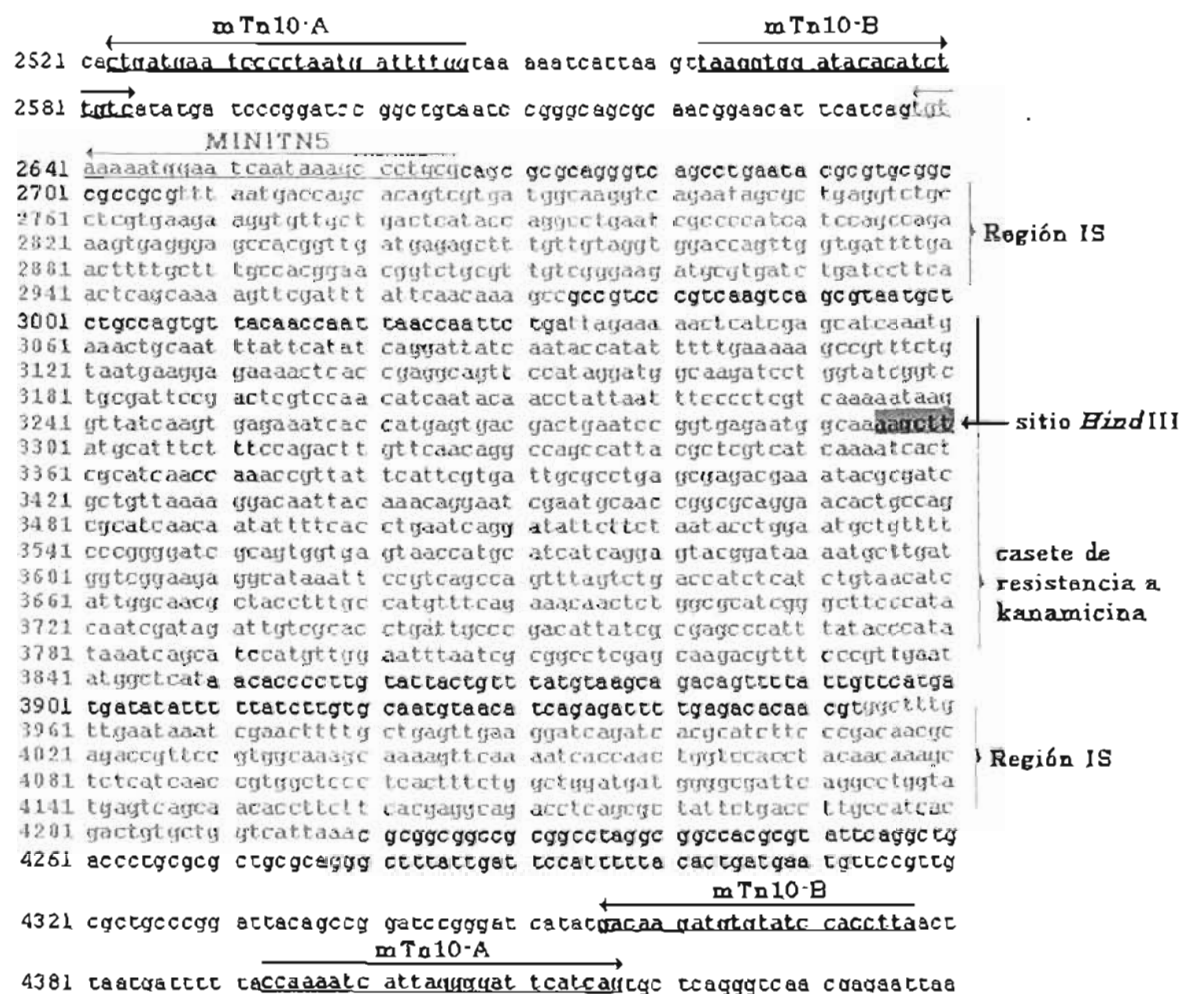 mTn10-A mTn10-B
2521 cactgatgaa tcccctaatg attttggtaa aaatcattaa gttaaggtgg atacacatct
2581 tgtcatatga tcccggatcc ggctgtaatc cgggcagcgc aacggaacat tcatcagtgt
MINITN5
2641 aaaaatggaa tcaataaagc cctgcgcagc gcgcagggtc agcctgaata cgcgtgcggc
2701 cgccgcgttt aatgaccagc acagtcgtga tggcaaggtc agaatagcgc tgaggtctgc
2761 ctcgtgaaga aggtgttgct gactcatacc aggcctgaat cgccccatca tccagccaga
2821 aagtgaggga gccacggttg atgagagctt tgttgtaggt ggaccagttg gtgattttga
2881 acttttgctt tgccacggaa cggtctgcgt tgtcgggaag atgcgtgatc tgatccttca
2941 actcagcaaa agttcgattt attcaacaaa gccgccgtcc cgtcaagtca gcgtaatgct
Región IS
3001 ctgccagtgt tacaaccaat taaccaattc tgattagaaa aactcatcga gcatcaaatg
3061 aaactgcaat ttattcatat caggattatc aataccatat ttttgaaaaa gccgtttctg
3121 taatgaagga gaaaactcac cgaggcagtt ccataggatg gcaagatcct ggtatcggtc
3181 tgcgattccg actcgtccaa catcaataca acctattaat ttcccctcgt caaaaataag
3241 gttatcaagt gagaaatcac catgagtgac gactgaatcc ggtgagaatg gcaaaagctt
sitio HindIII
3301 atgcatttct ttccagactt gttcaacagg ccagccatta cgctcgtcat caaaatcact
3361 cgcatcaacc aaaccgttat tcattcgtga ttgcgcctga gcgagacgaa atacgcgatc
3421 gctgttaaaa ggacaattac aaacaggaat cgaatgcaac cggcgcagga acactgccag
3481 cgcatcaaca atattttcac ctgaatcagg atattcttct aatacctgga atgctgtttt
3541 cccggggatc gcagtggtga gtaaccatgc atcatcagga gtacggataa aatgcttgat
3601 ggtcggaaga ggcataaatt ccgtcagcca gtttagtctg accatctcat ctgtaacatc
3661 attggcaacg ctacctttgc catgtttcag aaacaactct ggcgcatcgg gcttcccata
3721 caatcgatag attgtcgcac ctgattgccc gacattatcg cgagcccatt tatacccata
3781 taaatcagca tccatgttgg aatttaatcg cggcctcgag caagacgttt cccgttgaat
casete de
resistencia a
kanamicina
3841 atggctcata acaccccttg tattactgtt tatgtaagca gacagtttta ttgttcatga
3901 tgatatattt ttatcttgtg caatgtaaca tcagagattt tgagacacaa cgtggctttg
3961 ttgaataaat cgaacttttg ctgagttgaa ggatcagatc acgcatcttc ccgacaacgc
4021 agaccgttcc gtggcaaagc aaaagttcaa aatcaccaac tggtccacct acaacaaagc
4081 tctcatcaac cgtggctccc tcactttctg gctggatgat ggggcgattc aggcctggta
4141 tgagtcagca acaccttctt cacgaggcag acctcagcgc tattctgacc ttgccatcac
Región IS
4201 gactgtgctg gtcattaaac gcggcggccg cggcctaggc ggccacgcgt attcaggctg
4261 accctgcgcg ctgcgcaggg ctttattgat tccattttta cactgatgaa tgttccgttg
mTn10-B
4321 cgctgcccgg attacagccg gatcccgggat catatgacaa gatgtgtatc caccttaact
mTn10-A
4381 taatgatttt taccaaaatc attaggggat tcatcagtgc tcagggtcaa cgagaattaa